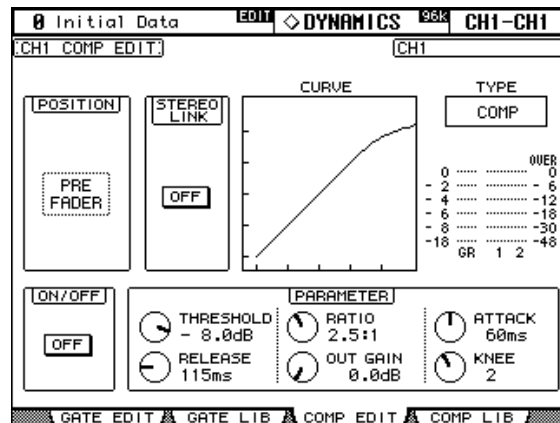 0 Initial Data EDIT ◇DYNAMICS 96K CH1-CH1
CH1 COMP EDIT
CH1
POSITION
PRE
FADER
STEREO
LINK
OFF
CURVE
TYPE
COMP
OVER
0 0
- 2 - 6
- 4 -12
- 6 -18
- 8 -30
-18 -48
GR 1 2
ON/OFF
OFF
PARAMETER
THRESHOLD
- 8.0dB
RATIO
2.5:1
ATTACK
60ms
RELEASE
115ms
OUT GAIN
0.0dB
KNEE
2
GATE EDIT GATE LIB COMP EDIT COMP LIB